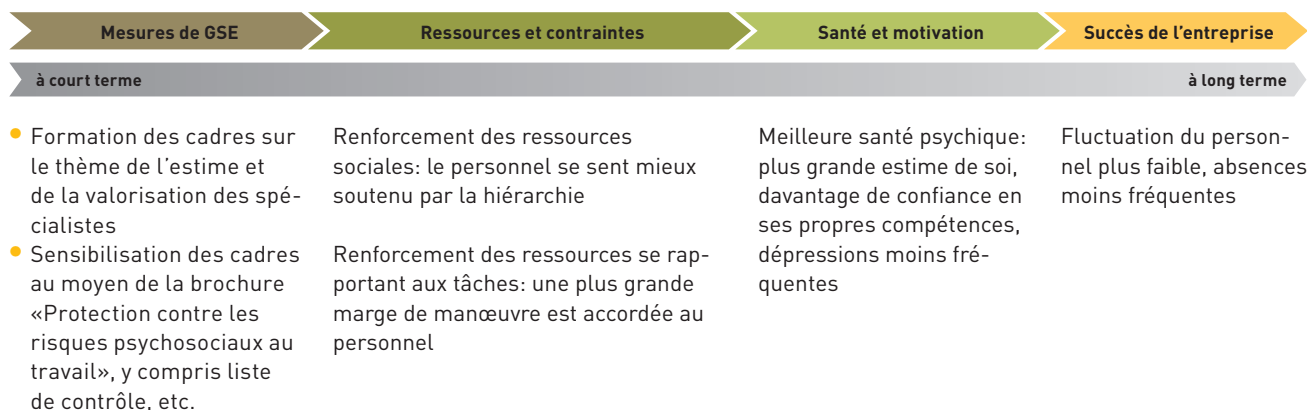 Mesures de GSE
Ressources et contraintes
Santé et motivation
Succès de l’entreprise
à court terme
à long terme
• Formation des cadres sur
le thème de l’estime et
de la valorisation des spé-
cialistes
• Sensibilisation des cadres
au moyen de la brochure
«Protection contre les
risques psychosociaux au
travail», y compris liste
de contrôle, etc.
Renforcement des ressources
sociales: le personnel se sent mieux
soutenu par la hiérarchie
Renforcement des ressources se rap-
portant aux tâches: une plus grande
marge de manœuvre est accordée au
personnel
Meilleure santé psychique:
plus grande estime de soi,
davantage de confiance en
ses propres compétences,
dépressions moins fré-
quentes
Fluctuation du person-
nel plus faible, absences
moins fréquentes